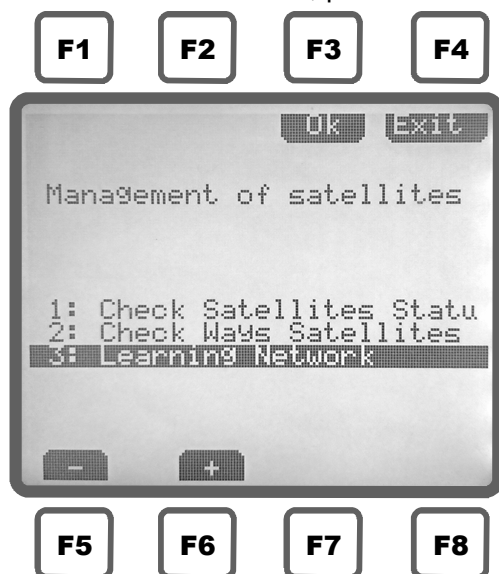 F1 F2 F3 F4
Ok Exit
Management of satellites
1: Check Satellites Statu
2: Check Ways Satellites
3: Learning Network
- +
F5 F6 F7 F8